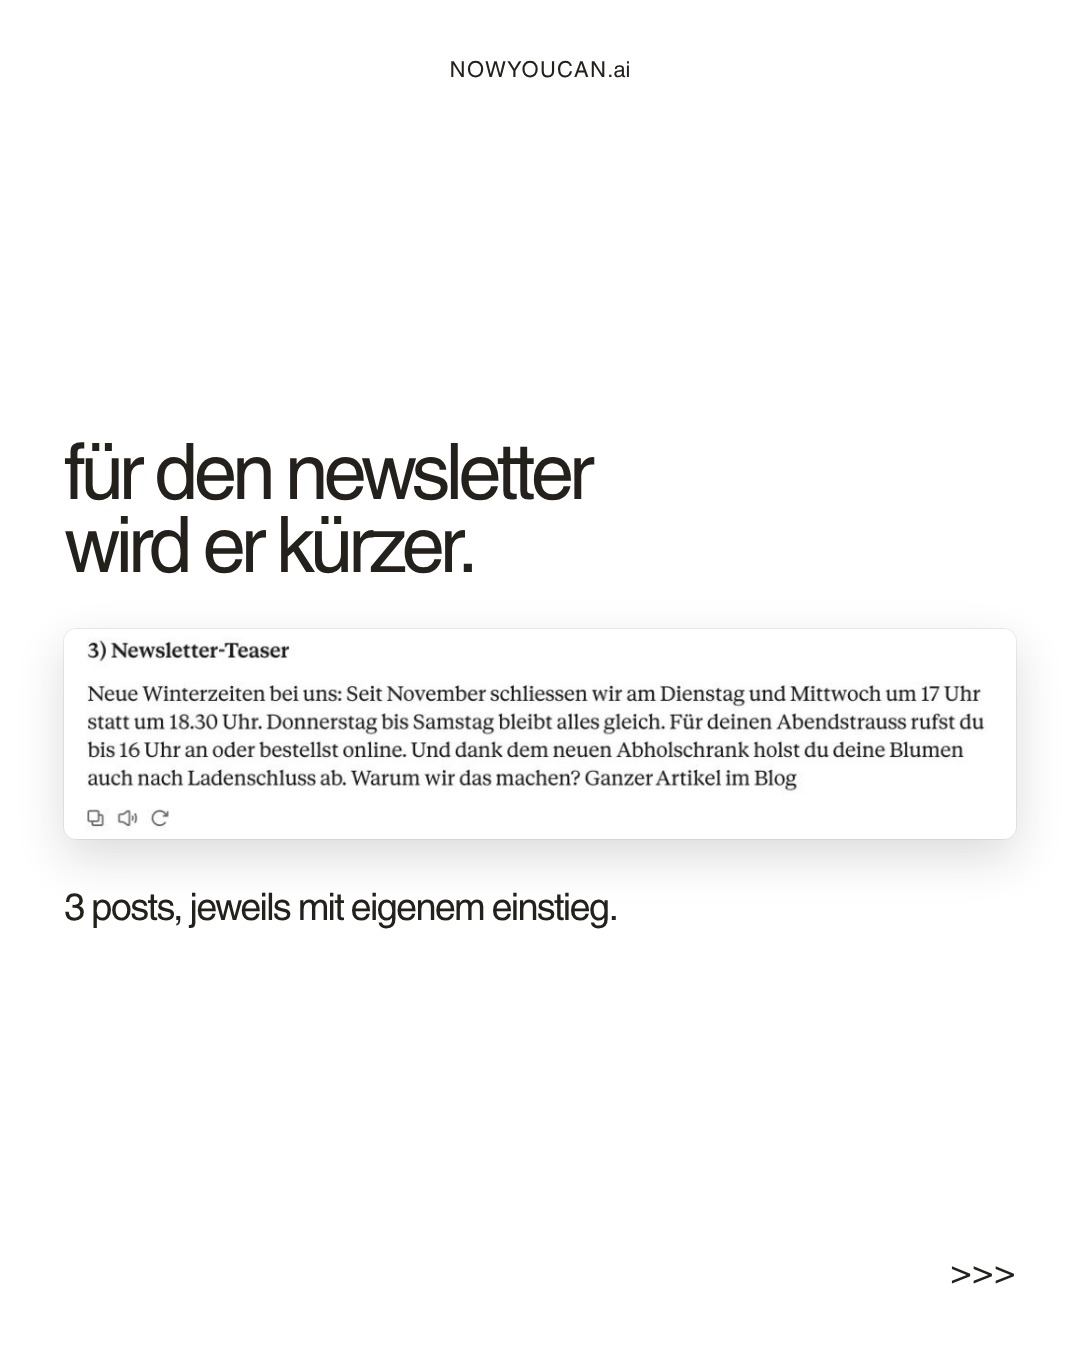 NOWYOUCAN.ai
für den newsletter
wird er kürzer.
3) Newsletter-Teaser
Neue Winterzeiten bei uns: Seit November schliessen wir am Dienstag und Mittwoch um 17 Uhr
statt um 18.30 Uhr. Donnerstag bis Samstag bleibt alles gleich. Für deinen Abendstrauss rufst du
bis 16 Uhr an oder bestellst online. Und dank dem neuen Abholschrank holst du deine Blumen
auch nach Ladenschluss ab. Warum wir das machen? Ganzer Artikel im Blog
3 posts, jeweils mit eigenem einstieg.
>>>